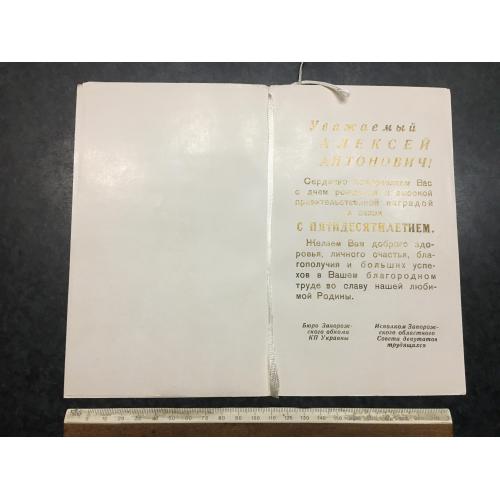 Уважаемый
АЛЕКСЕЙ
АНТОНОВИЧ!
Сердечно поздравляем Вас
с днем рождения и высокой
правительственной наградой
в связи
С ПЯТИДЕСЯТИЛЕТИЕМ.
Желаем Вам доброго здо-
ровья, личного счастья, бла-
гополучия и больших успе-
хов в Вашем благородном
труде во славу нашей люби-
мой Родины.
Бюро Запорож-
ского обкома
КП Украины
Исполком Запорож-
ского областного
Совета депутатов
трудящихся